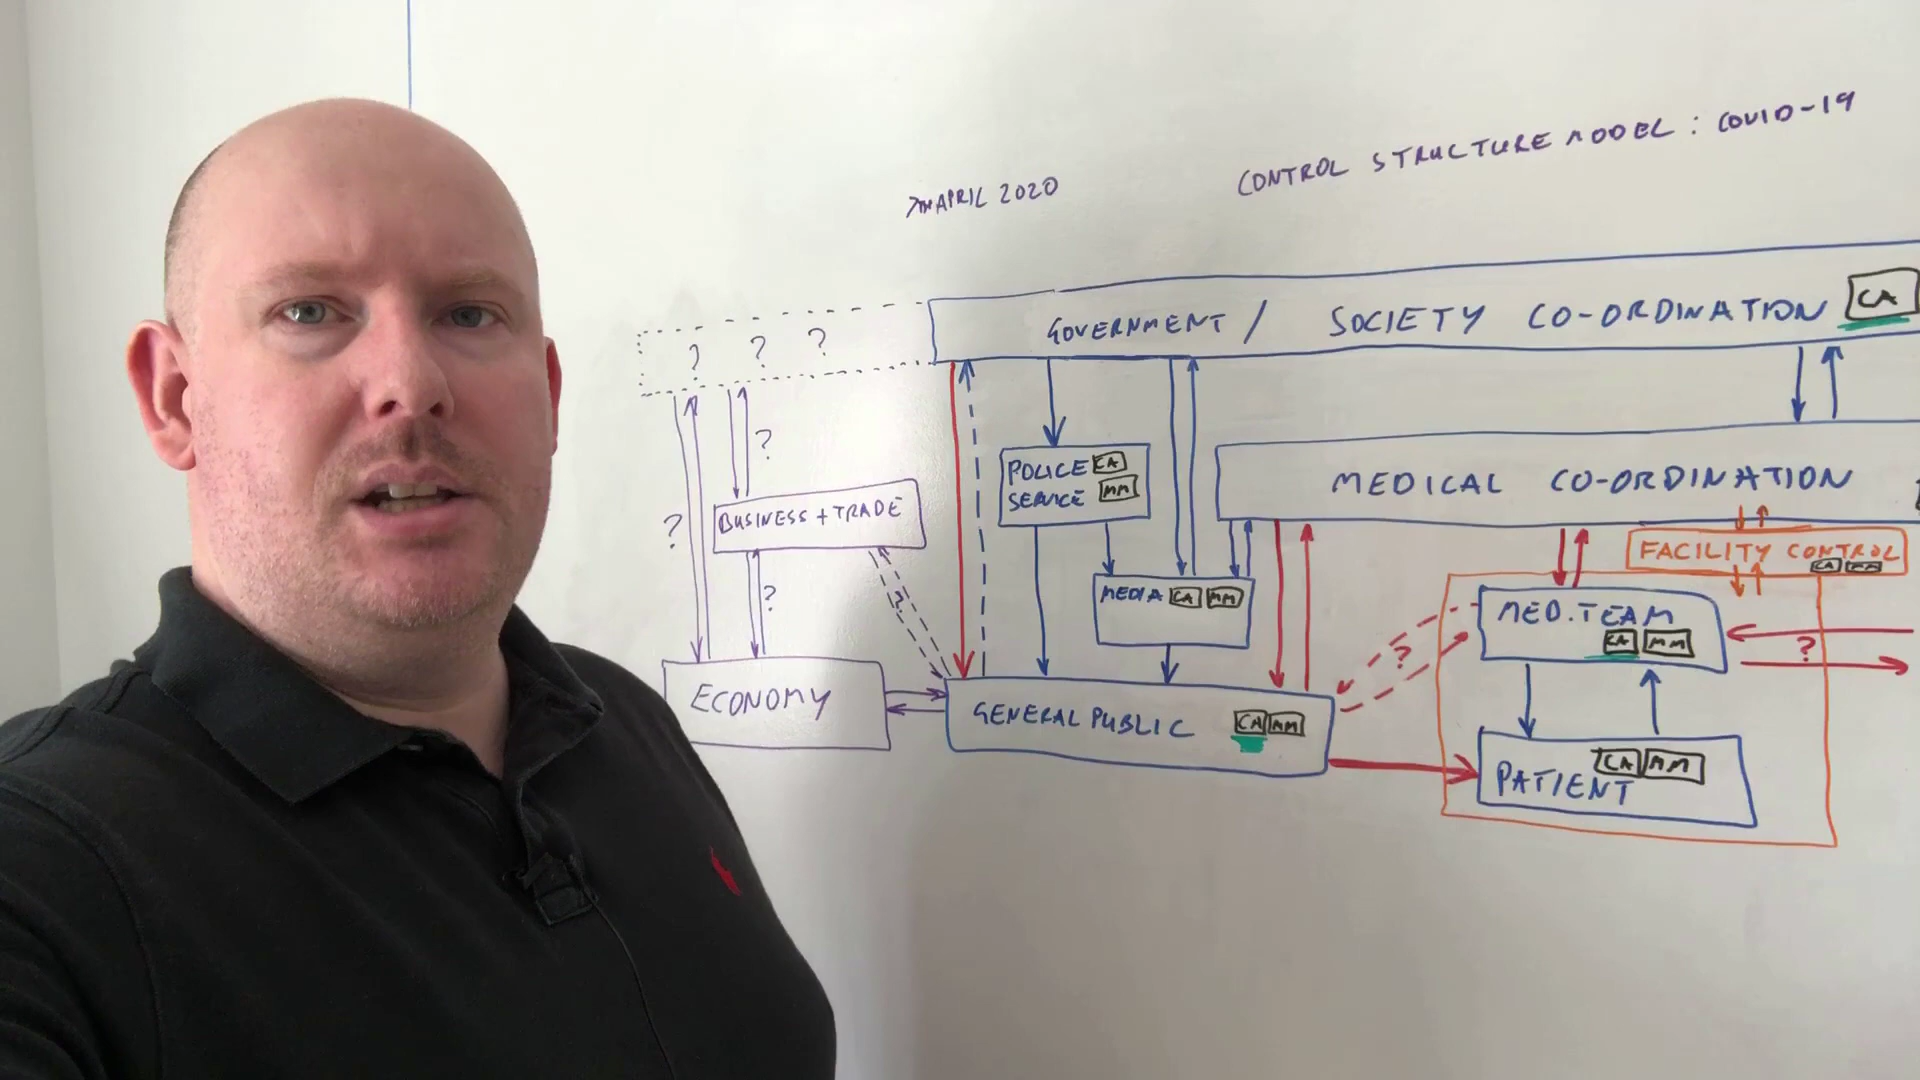 CONTROL STRUCTURE MODEL : COVID-19
7TH APRIL 2020
? ? ?
GOVERNMENT / SOCIETY CO-ORDINATION CA
?
POLICE CA
SERVICE MM
MEDICAL CO-ORDINATION
?
BUSINESS + TRADE
FACILITY CONTROL
CA MM
?
?
MEDIA CA MM
MED. TEAM
CA MM
?
?
ECONOMY
GENERAL PUBLIC CA MM
PATIENT CA MM